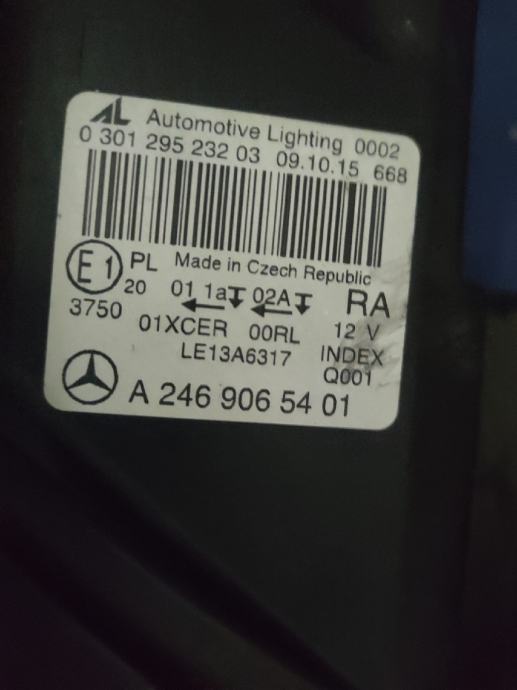 AL Automotive Lighting 0002
0 301 295 232 03 09.10.15 668
Made in Czech Republic
E1 PL 01 1a 02A RA
3750 20 01XCER 00RL 12 V
LE13A6317 INDEX
Q001
A 246 906 54 01